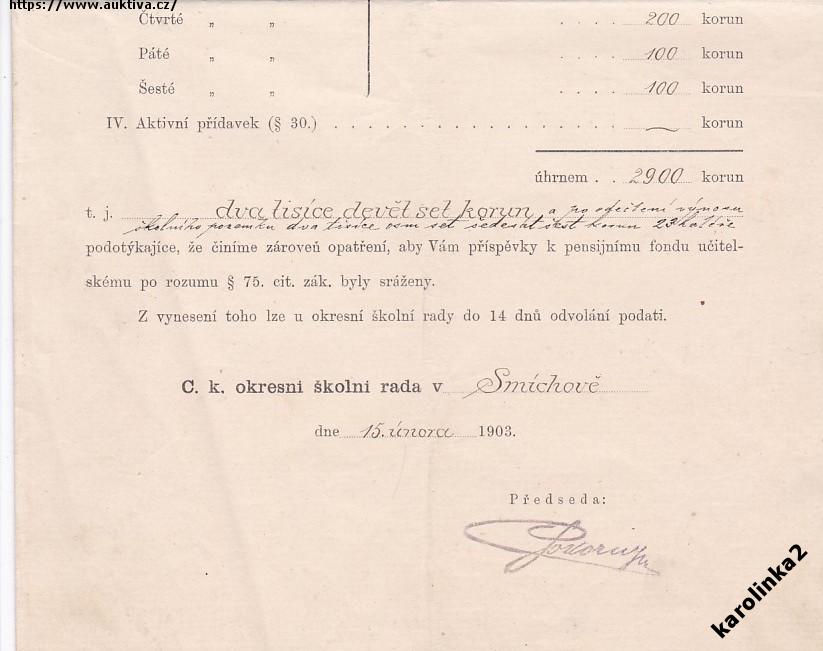 https://www.auktiva.cz/
Čtvrté „ „ . . . . 200 korun
Páté „ „ . . . . 100 korun
Šesté „ „ . . . . 100 korun
IV. Aktivní přídavek (§ 30.) . . . . . . . . . . . . . . . . . — korun
úhrnem . . 2900 korun
t. j. dva tisíce devět set korun a po odečtení výnosu
školního pozemku dva tisíce osm set šedesát šest korun 23 haléře
podotýkajíce, že činíme zároveň opatření, aby Vám příspěvky k pensijnímu fondu učitel-
skému po rozumu § 75. cit. zák. byly sráženy.
Z vynesení toho lze u okresní školní rady do 14 dnů odvolání podati.
C. k. okresni školni rada v Smíchově
dne 15. února 1903.
Předseda:
karolinka2